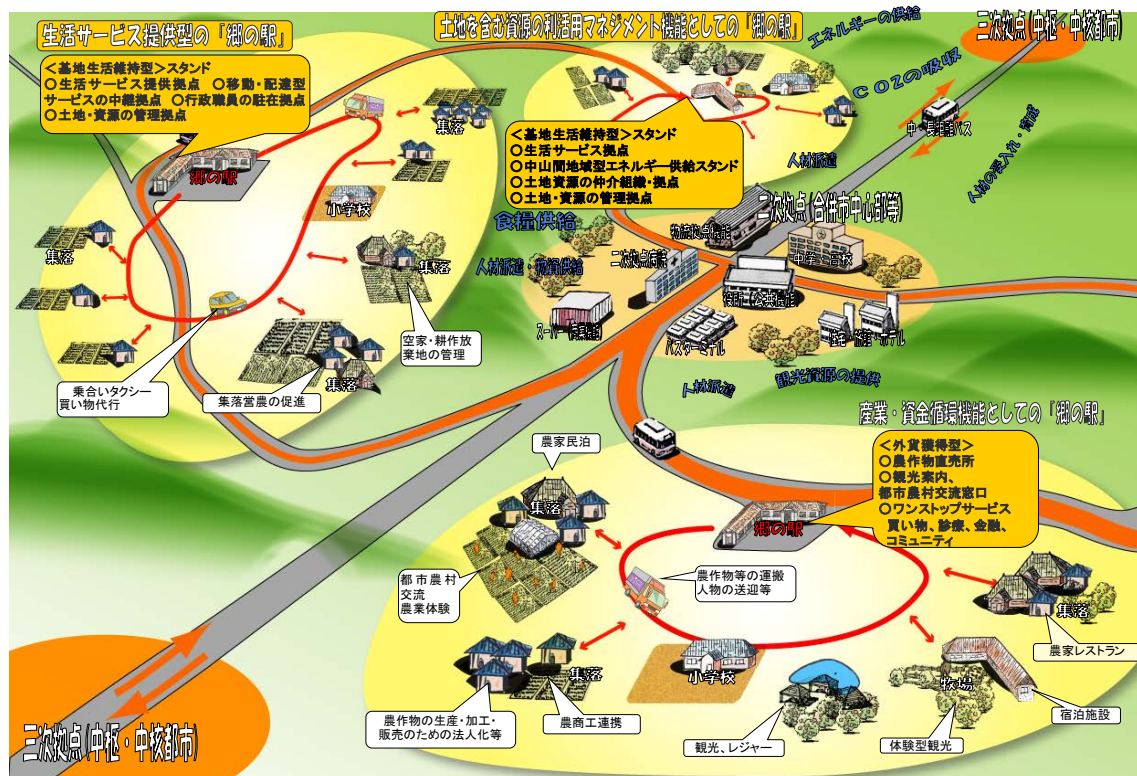 生活サービス提供型の「郷の駅」
<基地生活維持型>スタンド
○生活サービス提供拠点　○移動・配達型
サービスの中継拠点　○行政職員の駐在拠点
○土地・資源の管理拠点
郷の駅
集落
小学校
集落
集落
集落
空家・耕作放
棄地の管理
乗合いタクシー
買い物代行
集落営農の促進
土地を含む資源の利活用マネジメント機能としての「郷の駅」
<基地生活維持型>スタンド
○生活サービス拠点
○中山間地域型エネルギー供給スタンド
○土地資源の仲介組織・拠点
○土地・資源の管理拠点
エネルギーの供給
CO2の吸収
人材派遣
三次拠点(中枢・中核都市)
中・長距離バス
人材の受入れ・育成
食糧供給
人材派遣・物資供給
二次拠点(合併市中心部等)
物流拠点機能
中学・高校
二次拠点病院
バスターミナル
住宅・旅館・ホテル
人材派遣
観光資源の提供
産業・資金循環機能としての「郷の駅」
<外貨獲得型>
○農作物直売所
○観光案内、
都市農村交流窓口
○ワンストップサービス
買い物、診療、金融、
コミュニティ
農家民泊
集落
郷の駅
都市農村
交流
農業体験
農作物等の運搬
人物の送迎等
集落
農家レストラン
集落
小学校
牧場
宿泊施設
農作物の生産・加工・
販売のための法人化等
農商工連携
観光、レジャー
体験型観光
三次拠点(中枢・中核都市)